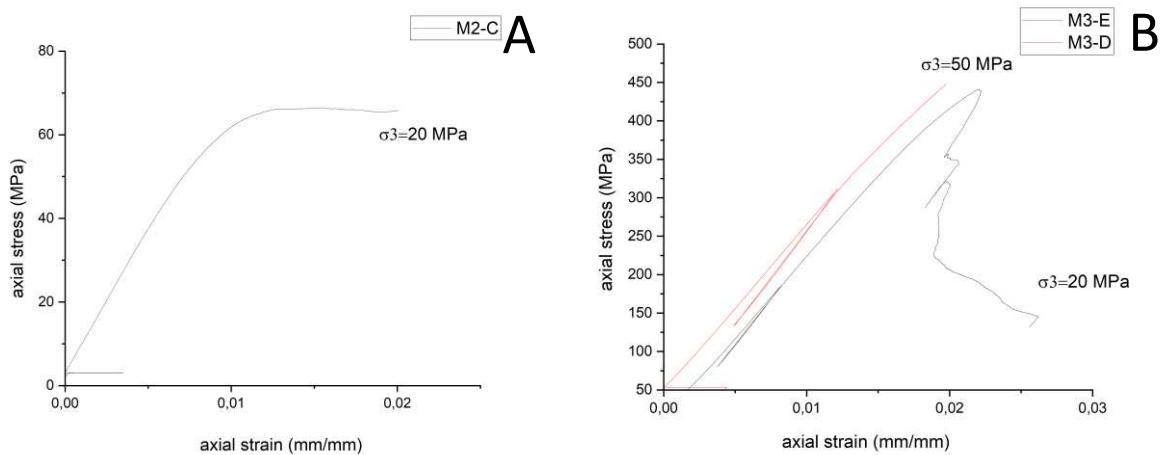 M2-C
A
80
60
40
20
0
0,00
0,01
0,02
axial stress (MPa)
axial strain (mm/mm)
σ3=20 MPa
M3-E
M3-D
B
500
450
400
350
300
250
200
150
100
50
0,00
0,01
0,02
0,03
axial stress (MPa)
axial strain (mm/mm)
σ3=50 MPa
σ3=20 MPa